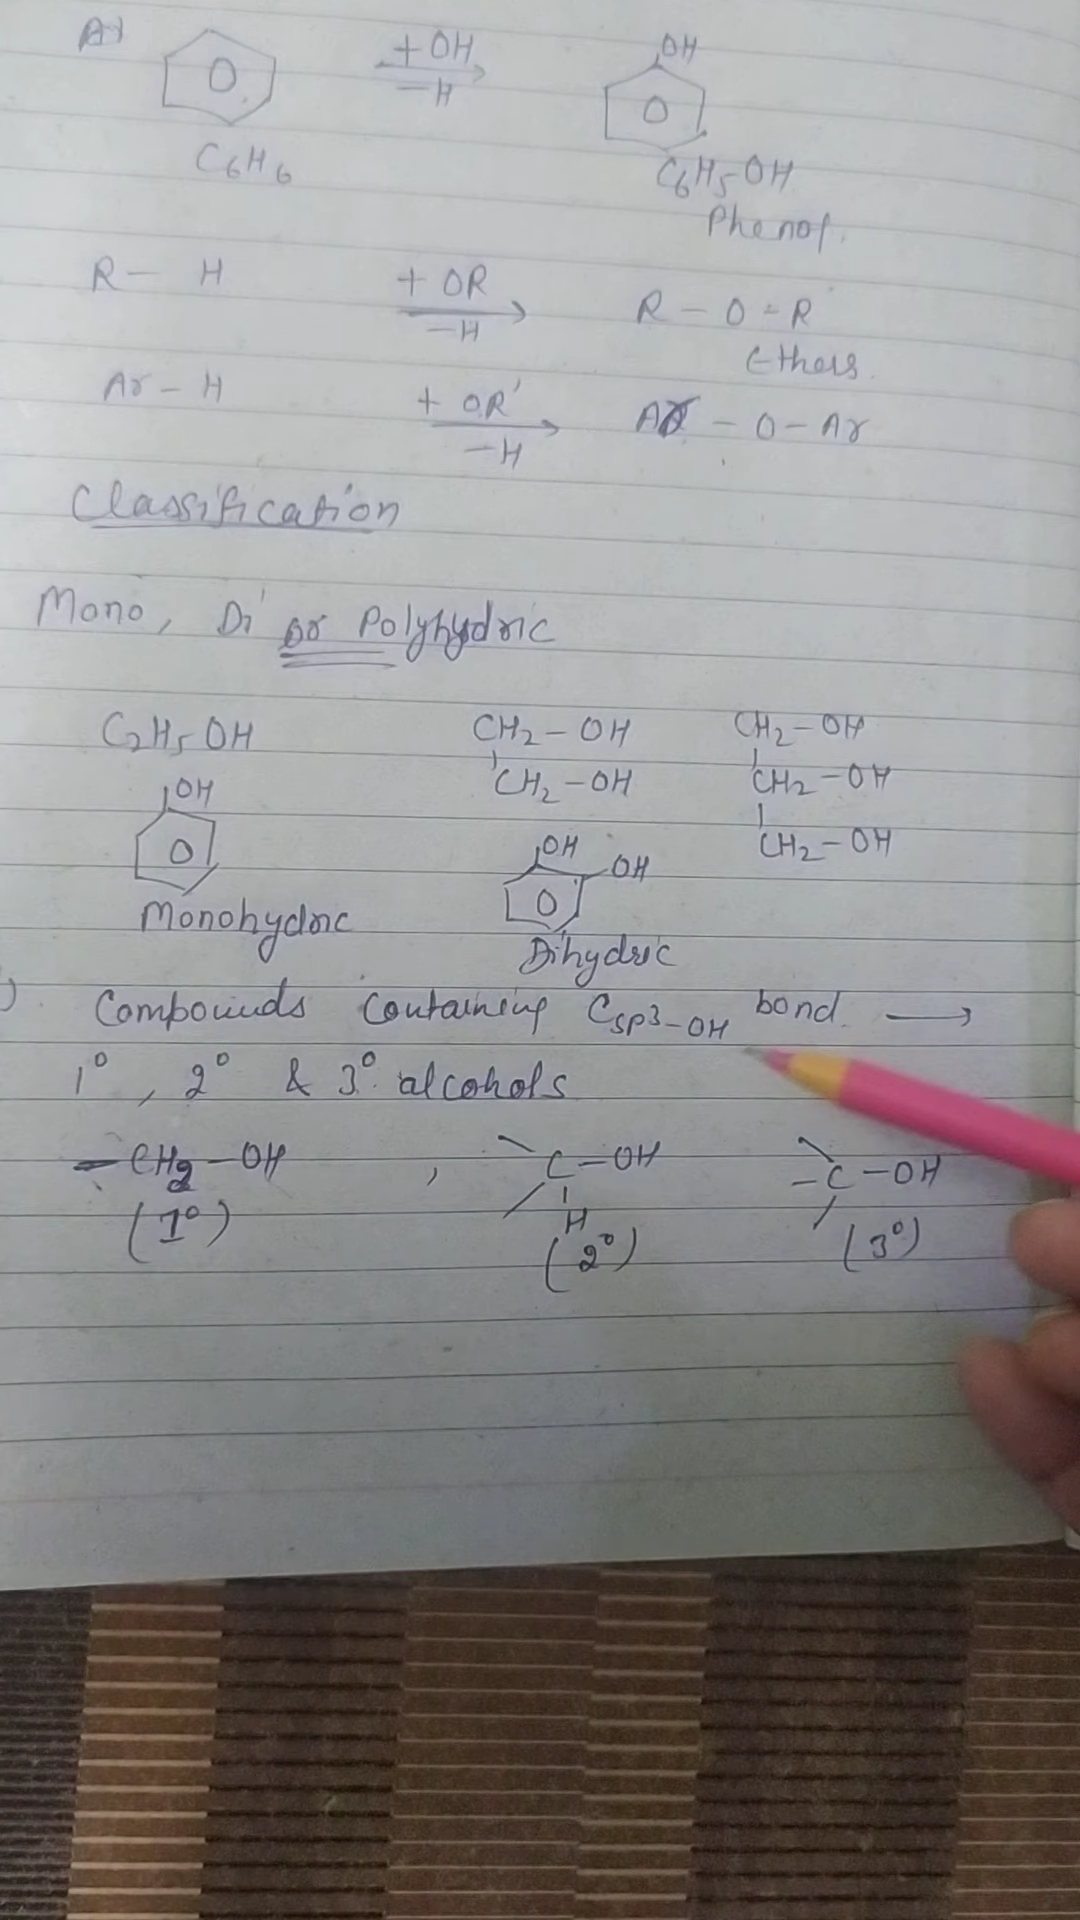 Ar
+ OH
- H
OH
C6H6
C6H5OH
Phenol.
R - H
+ OR
- H
R - O - R
Ethers.
Ar - H
+ OR'
- H
Ar - O - Ar
Classification
Mono, Di or Polyhydric
C2H5OH
CH2 - OH
CH2 - OH
CH2 - OH
CH2 - OH
CH2 - OH
OH
OH
OH
Monohydric
Dihydric
Compounds containing Csp3-OH bond. →
1°, 2° & 3° alcohols
- CH2 - OH , C - OH
H
- C - OH
(1°) (2°) (3°)